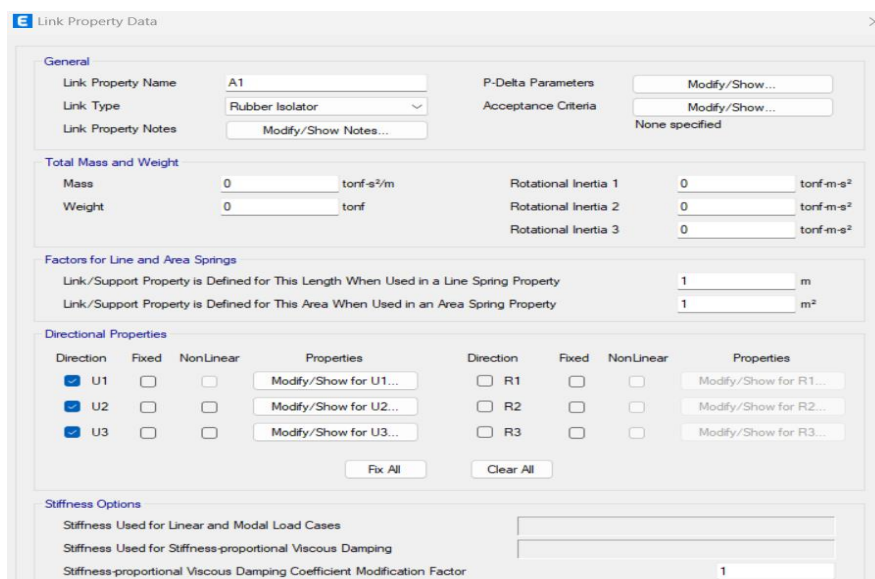 E Link Property Data
General
Link Property Name A1 P-Delta Parameters Modify/Show...
Link Type Rubber Isolator Acceptance Criteria Modify/Show...
Link Property Notes Modify/Show Notes... None specified
Total Mass and Weight
Mass 0 tonf-s²/m Rotational Inertia 1 0 tonf-m-s²
Weight 0 tonf Rotational Inertia 2 0 tonf-m-s²
Rotational Inertia 3 0 tonf-m-s²
Factors for Line and Area Springs
Link/Support Property is Defined for This Length When Used in a Line Spring Property 1 m
Link/Support Property is Defined for This Area When Used in an Area Spring Property 1 m²
Directional Properties
Direction Fixed NonLinear Properties Direction Fixed NonLinear Properties
U1 Modify/Show for U1... R1 Modify/Show for R1...
U2 Modify/Show for U2... R2 Modify/Show for R2...
U3 Modify/Show for U3... R3 Modify/Show for R3...
Fix All Clear All
Stiffness Options
Stiffness Used for Linear and Modal Load Cases
Stiffness Used for Stiffness-proportional Viscous Damping
Stiffness-proportional Viscous Damping Coefficient Modification Factor 1